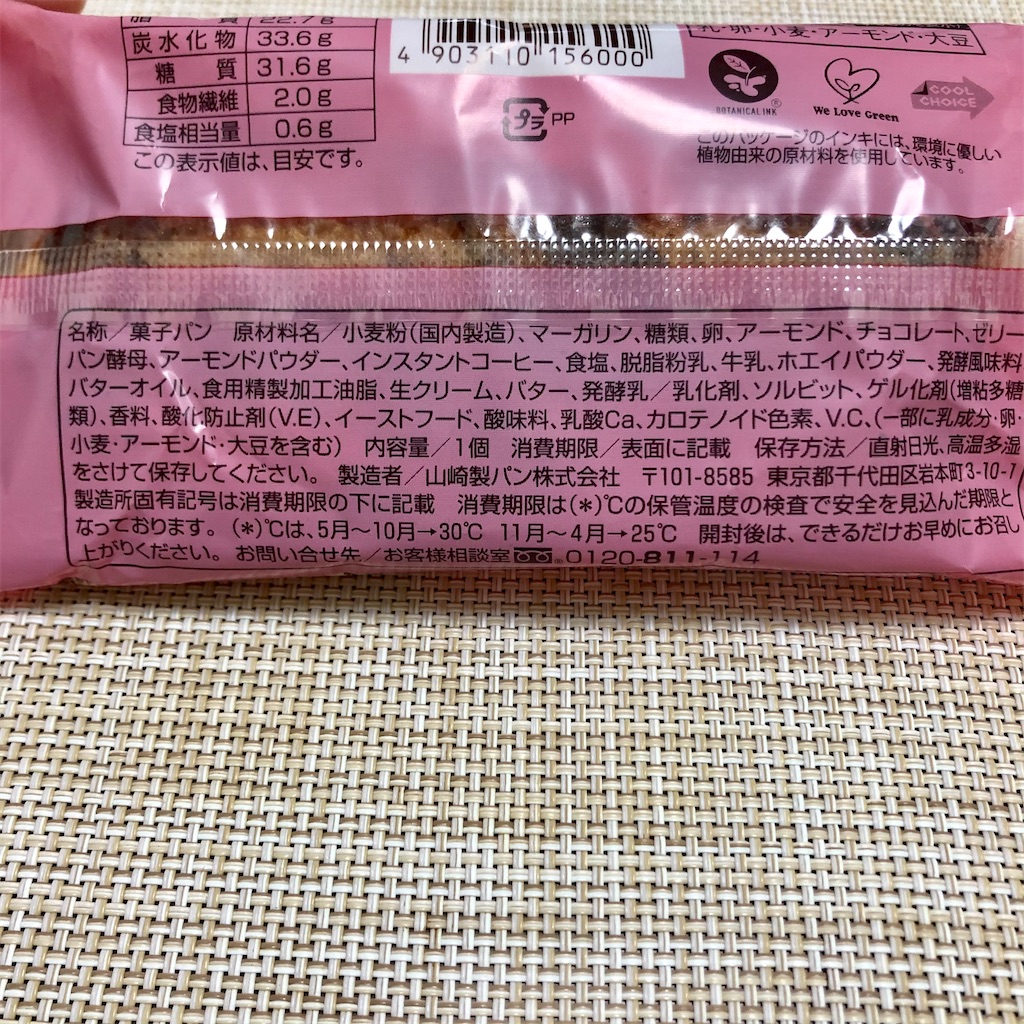 脂質 22.7g
炭水化物 33.6g
糖質 31.6g
食物繊維 2.0g
食塩相当量 0.6g
この表示値は、目安です。
4 903110 156000
プラ PP
乳・卵・小麦・アーモンド・大豆
BOTANICAL INK ®
We Love Green
COOL CHOICE
このパッケージのインキには、環境に優しい
植物由来の原材料を使用しています。
名称/菓子パン 原材料名/小麦粉(国内製造)、マーガリン、糖類、卵、アーモンド、チョコレート、ゼリー
パン酵母、アーモンドパウダー、インスタントコーヒー、食塩、脱脂粉乳、牛乳、ホエイパウダー、発酵風味料
バターオイル、食用精製加工油脂、生クリーム、バター、発酵乳/乳化剤、ソルビット、ゲル化剤(増粘多糖
類)、香料、酸化防止剤(V.E)、イーストフード、酸味料、乳酸Ca、カロテノイド色素、V.C、(一部に乳成分・卵・
小麦・アーモンド・大豆を含む) 内容量/1個 消費期限/表面に記載 保存方法/直射日光、高温多湿
をさけて保存してください。 製造者/山崎製パン株式会社 〒101-8585 東京都千代田区岩本町3-10-1
製造所固有記号は消費期限の下に記載 消費期限は(*)℃の保管温度の検査で安全を見込んだ期限と
なっております。(*)℃は、5月~10月→30℃ 11月~4月→25℃ 開封後は、できるだけお早めにお召し
上がりください。 お問い合せ先/お客様相談室 0120-811-114